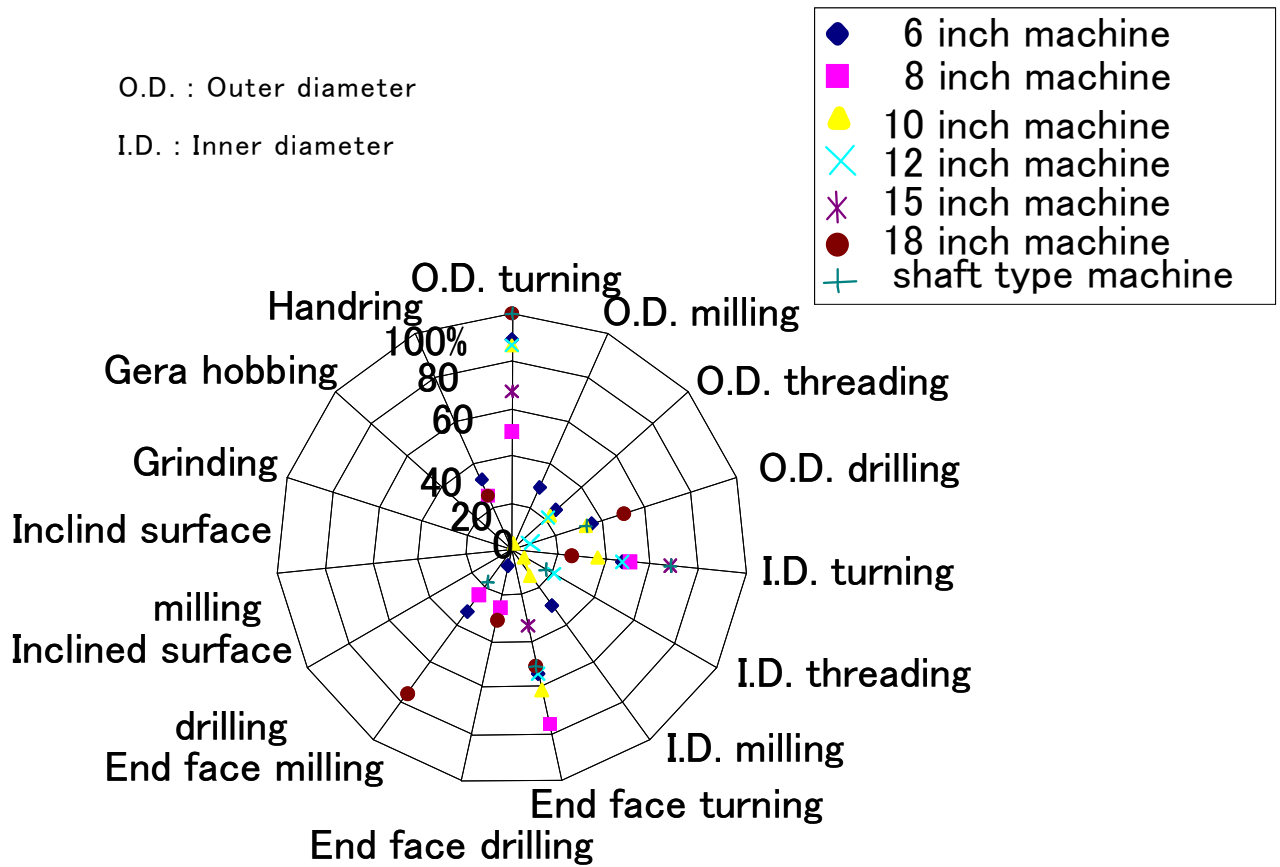 O.D. : Outer diameter
I.D. : Inner diameter
6 inch machine
8 inch machine
10 inch machine
12 inch machine
15 inch machine
18 inch machine
shaft type machine
O.D. turning
O.D. milling
O.D. threading
O.D. drilling
I.D. turning
I.D. threading
I.D. milling
End face turning
End face drilling
End face milling
drilling
Inclined surface
milling
Inclind surface
Grinding
Gera hobbing
Handring
100%
80
60
40
20
0